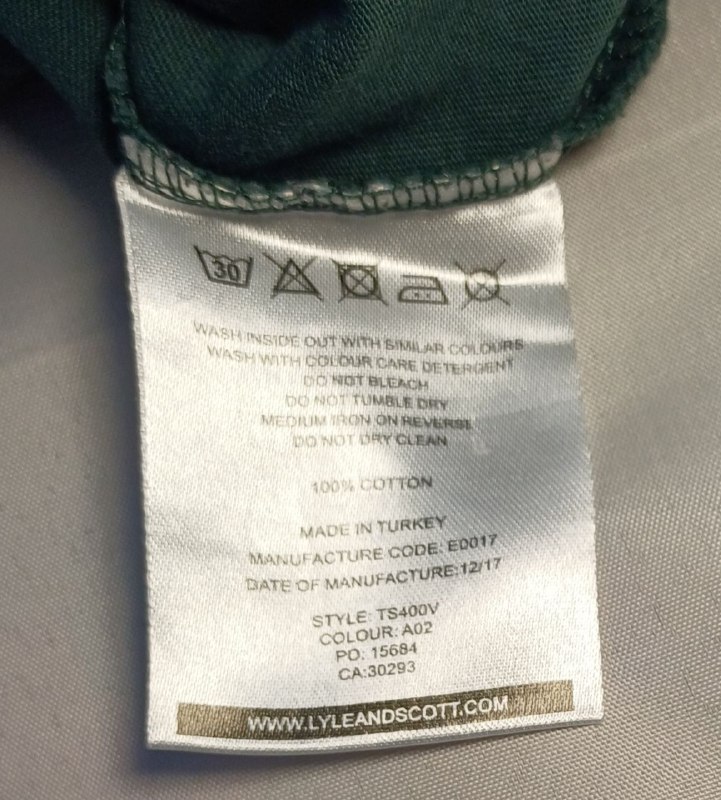 30
WASH INSIDE OUT WITH SIMILAR COLOURS
WASH WITH COLOUR CARE DETERGENT
DO NOT BLEACH
DO NOT TUMBLE DRY
MEDIUM IRON ON REVERSE
DO NOT DRY CLEAN
100% COTTON
MADE IN TURKEY
MANUFACTURE CODE: E0017
DATE OF MANUFACTURE:12/17
STYLE: TS400V
COLOUR: A02
PO: 15684
CA:30293
WWW.LYLEANDSCOTT.COM